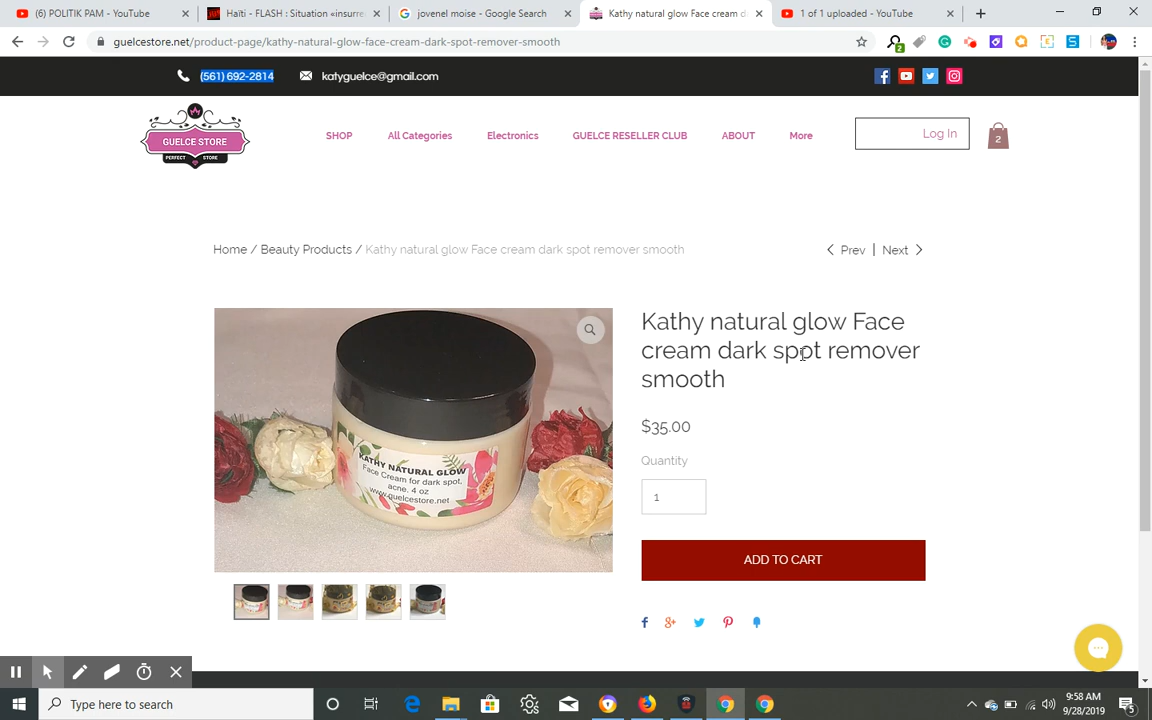 (6) POLITIK PAM - YouTube
Haïti - FLASH : Situation «insurre
jovenel moise - Google Search
Kathy natural glow Face cream d
1 of 1 uploaded - YouTube
guelcestore.net/product-page/kathy-natural-glow-face-cream-dark-spot-remover-smooth
2
(561) 692-2814
katyguelce@gmail.com
GUELCE STORE
PERFECT STORE
SHOP
All Categories
Electronics
GUELCE RESELLER CLUB
ABOUT
More
Log In
2
Home / Beauty Products / Kathy natural glow Face cream dark spot remover smooth
Prev | Next
Kathy natural glow Face
cream dark spot remover
smooth
$35.00
Quantity
1
ADD TO CART
KATHY NATURAL GLOW
Face Cream for dark spot,
acne. 4 oz
www.guelcestore.net
Type here to search
9:58 AM
9/28/2019
5